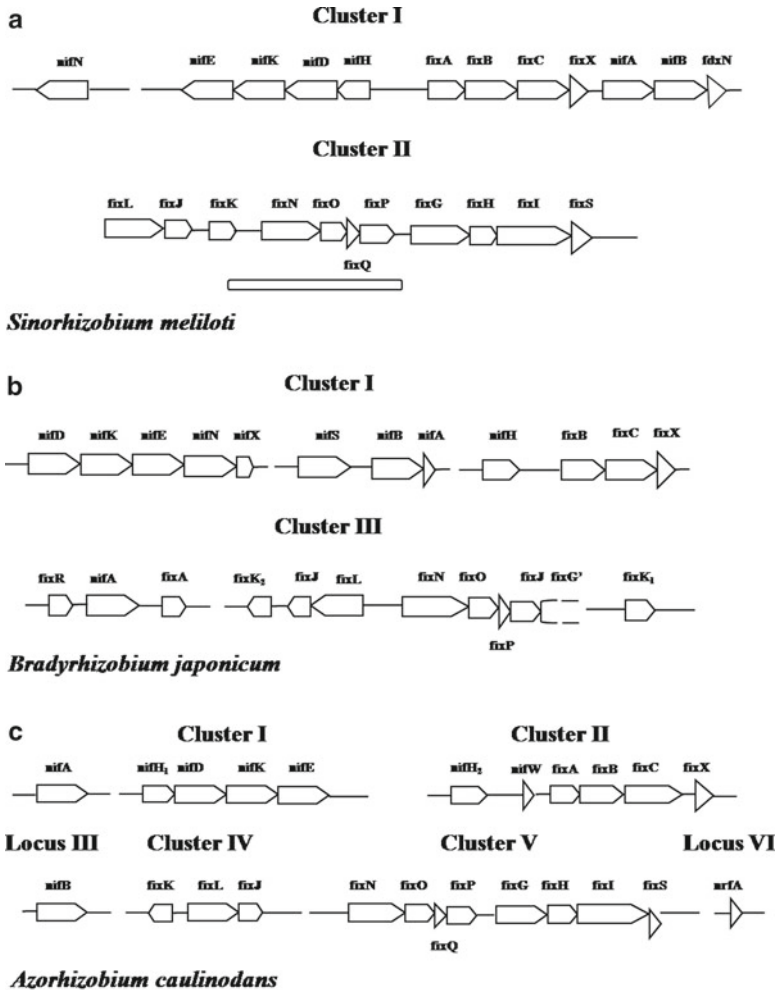 a
Cluster I
nifN nifE nifK nifD nifH fixA fixB fixC fixX nifA nifB fdxN
Cluster II
fixL fixJ fixK fixN fixO fixP fixG fixH fixI fixS
fixQ
Sinorhizobium meliloti
b
Cluster I
nifD nifK nifE nifN nifX nifS nifB nifA nifH fixB fixC fixX
Cluster III
fixR nifA fixA fixK₂ fixJ fixL fixN fixO fixJ fixG' fixK₁
fixP
Bradyrhizobium japonicum
c
Cluster I Cluster II
nifA nifH₁ nifD nifK nifE nifH₂ nifW fixA fixB fixC fixX
Locus III Cluster IV Cluster V Locus VI
nifB fixK fixL fixJ fixN fixO fixP fixG fixH fixI fixS nrfA
fixQ
Azorhizobium caulinodans